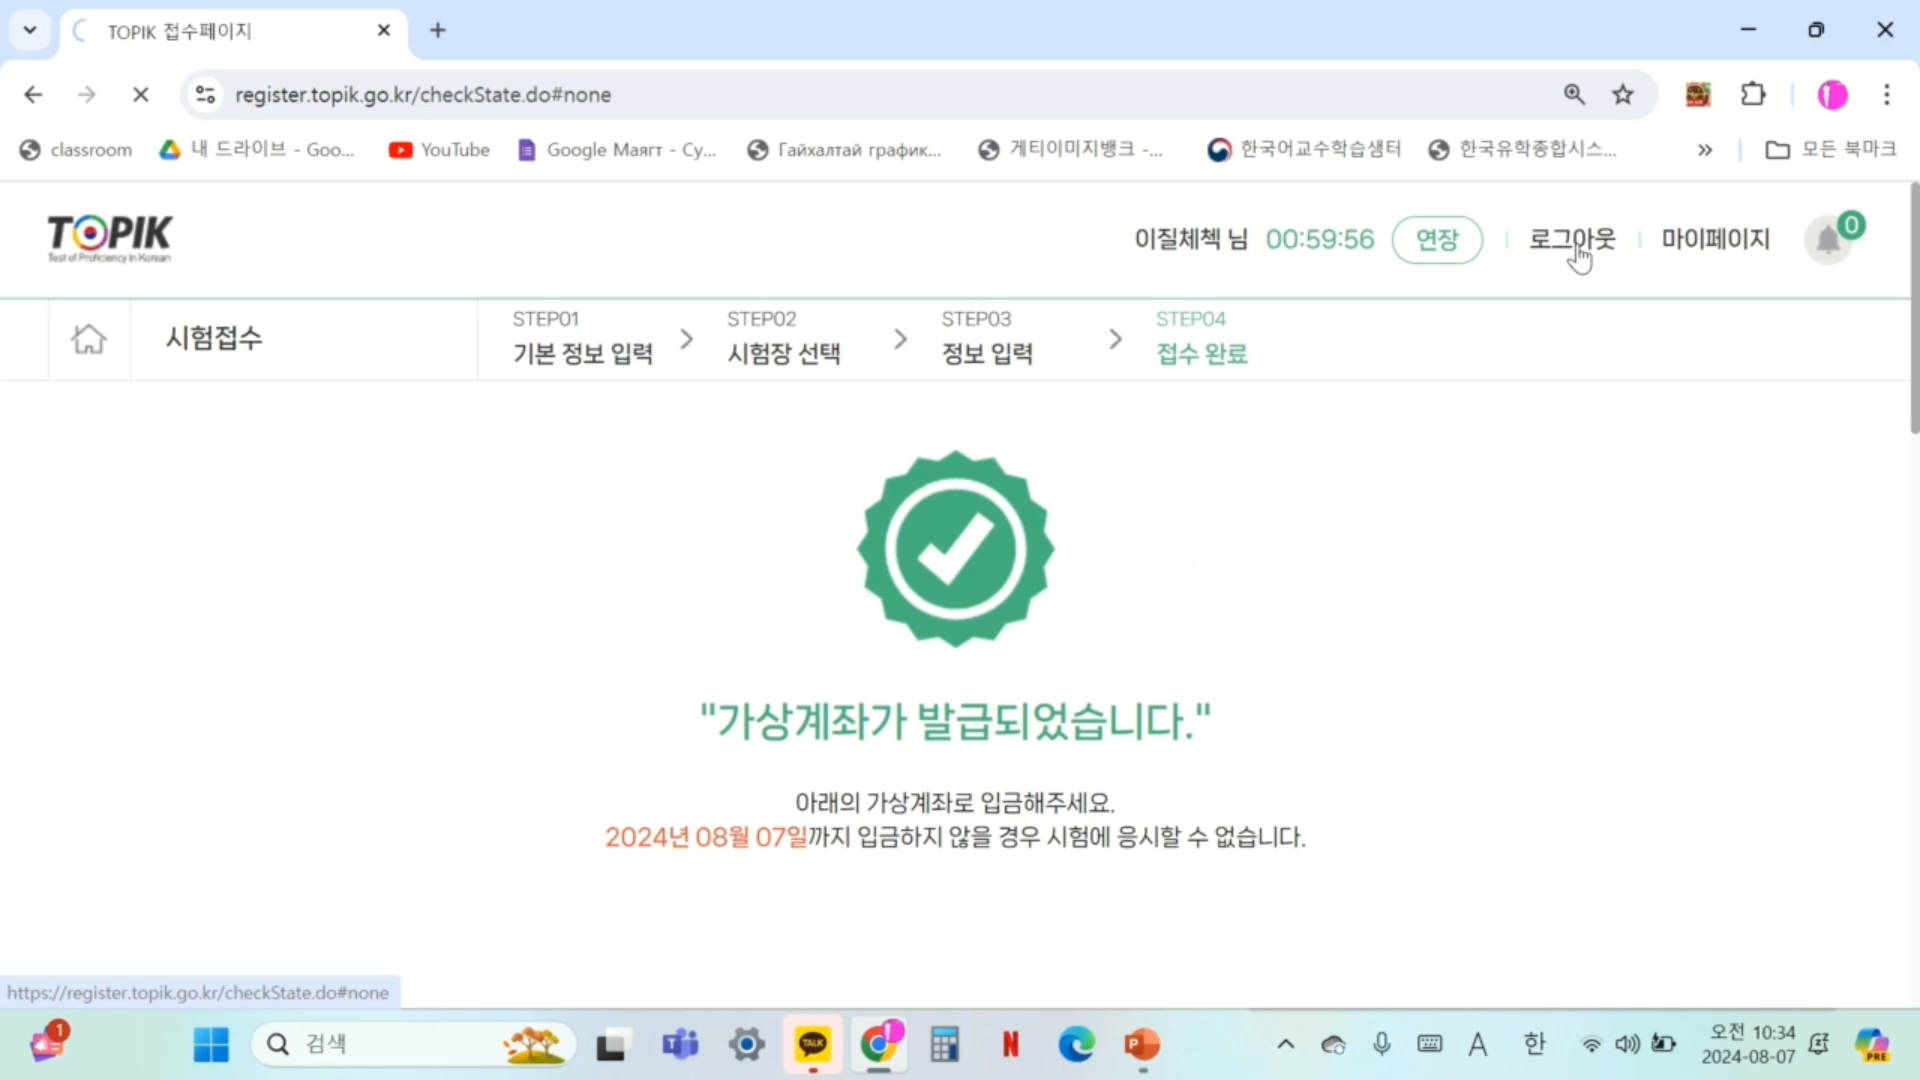 TOPIK 접수페이지
register.topik.go.kr/checkState.do#none
classroom
내 드라이브 - Goo...
YouTube
Google Маягт - Су...
Гайхалтай график...
게티이미지뱅크 -...
한국어교수학습샘터
한국유학종합시스...
모든 북마크
TOPIK
Test of Proficiency in Korean
이질체첵 님 00:59:56 연장 로그아웃 마이페이지 0
시험접수
STEP01
기본 정보 입력
STEP02
시험장 선택
STEP03
정보 입력
STEP04
접수 완료
"가상계좌가 발급되었습니다."
아래의 가상계좌로 입금해주세요.
2024년 08월 07일까지 입금하지 않을 경우 시험에 응시할 수 없습니다.
https://register.topik.go.kr/checkState.do#none
1
검색
TALK
N
P
A
한
오전 10:34
2024-08-07
PRE